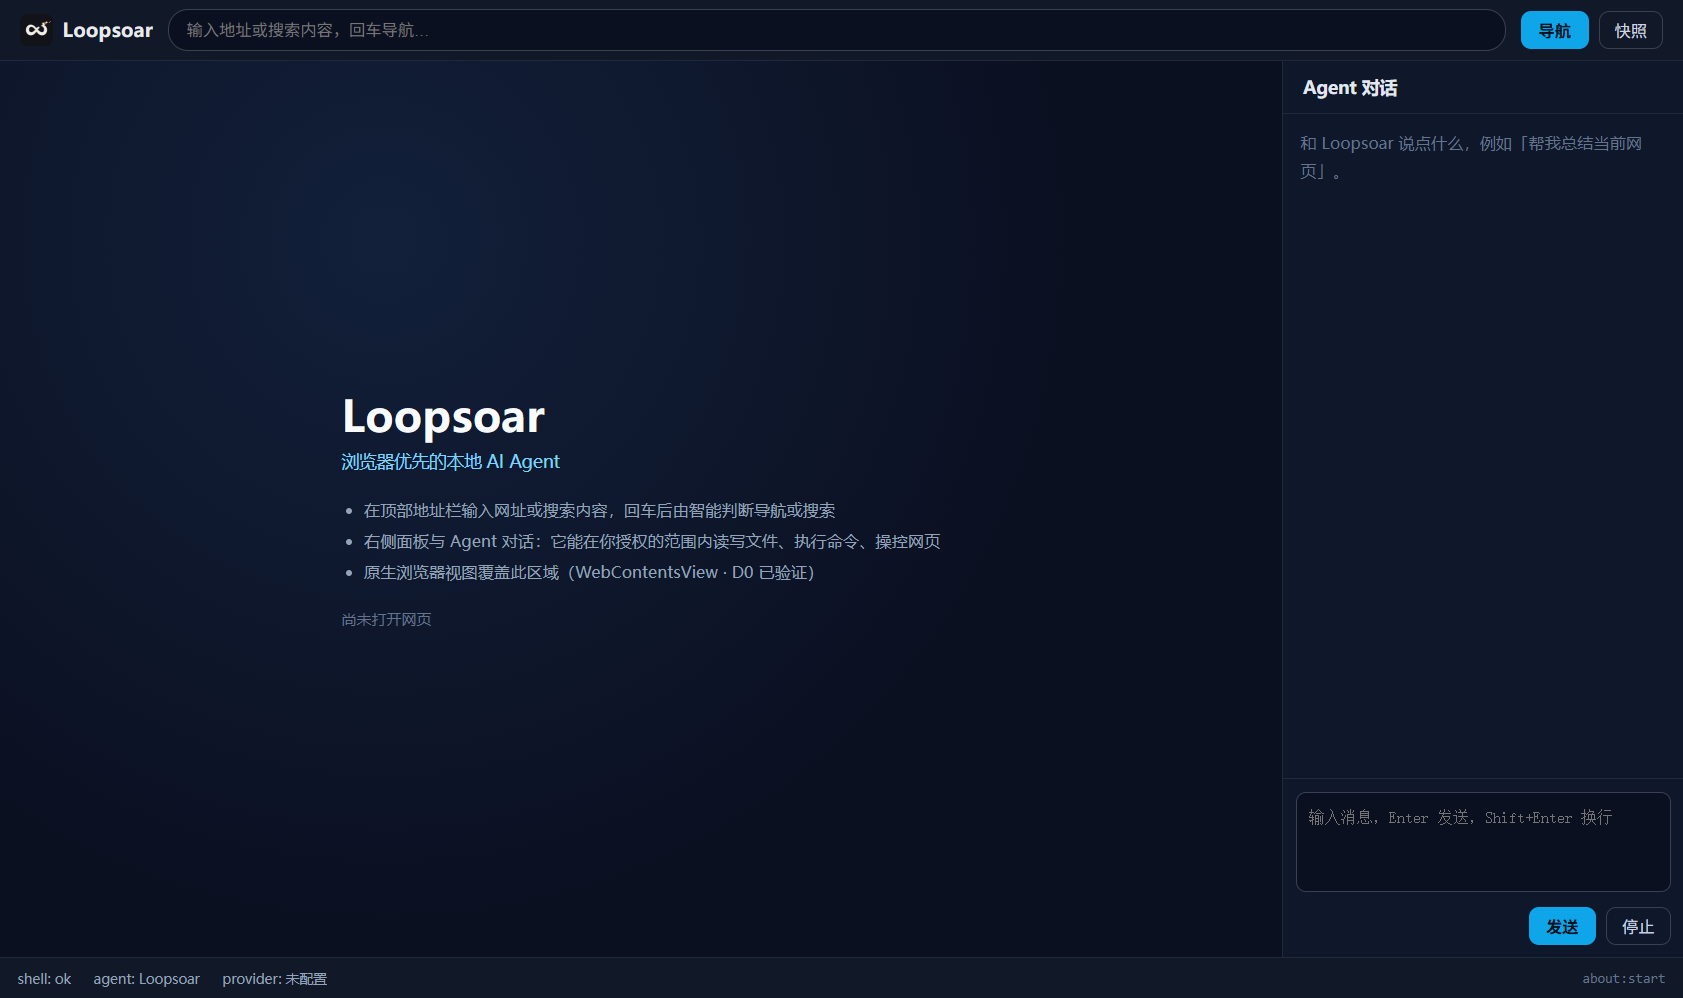 Loopsoar
输入地址或搜索内容，回车导航...
导航
快照
Agent 对话
和 Loopsoar 说点什么，例如「帮我总结当前网
页」。
Loopsoar
浏览器优先的本地 AI Agent
• 在顶部地址栏输入网址或搜索内容，回车后由智能判断导航或搜索
• 右侧面板与 Agent 对话：它能在你授权的范围内读写文件、执行命令、操控网页
• 原生浏览器视图覆盖此区域（WebContentsView · D0 已验证）
尚未打开网页
输入消息，Enter 发送，Shift+Enter 换行
发送
停止
shell: ok
agent: Loopsoar
provider: 未配置
about:start